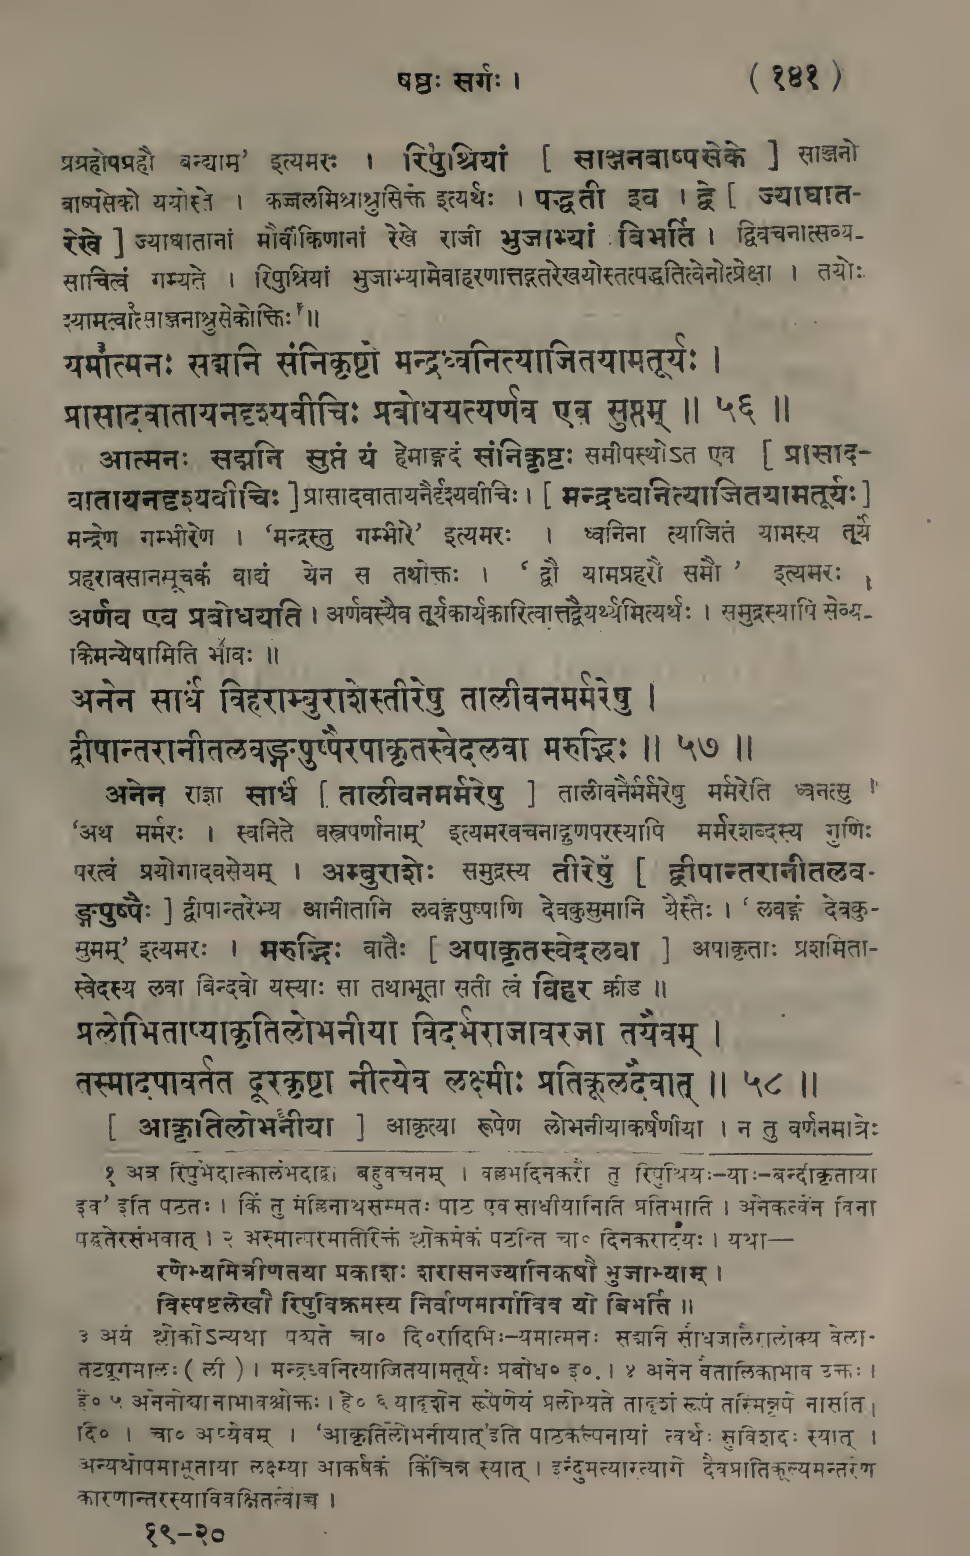 षष्ठः सर्गः । ( १४१ )
प्रग्रहोपग्रहौ बन्द्याम्’ इत्यमरः । रिपुश्रियां [ साञ्जनबाष्पसेके ] साञ्जनो
बाष्पसेको ययोस्ते । कज्जलमिश्राश्रुसिक्ते इत्यर्थः । पद्धती इव । द्वे [ ज्याघात-
रेखे ] ज्याघातानां मौर्वीकिणानां रेखे राजी भुजाभ्यां बिभर्ति । द्विवचनात्सव्य-
साचित्वं गम्यते । रिपुश्रियां भुजाभ्यामेवाहरणात्तद्गतरेखयोस्तत्पद्धतित्वेनोत्प्रेक्षा । तयोः
श्यामत्वात्साञ्जनाश्रुसेकोक्तिः ॥
यमात्मनः सद्मनि संनिकृष्टो मन्द्रध्वनित्याजितयामतूर्यः ।
प्रासादवातायनदृश्यवीचिः प्रबोधयत्यर्णव एव सुप्तम् ॥ ५६ ॥
आत्मनः सद्मनि सुप्तं यं हेमाङ्गदं संनिकृष्टः समीपस्थोऽत एव [ प्रासाद-
वातायनदृश्यवीचिः ] प्रासादवातायनैर्दृश्यवीचिः । [ मन्द्रध्वनित्याजितयामतूर्यः ]
मन्द्रेण गम्भीरेण । ‘मन्द्रस्तु गम्भीरे’ इत्यमरः । ध्वनिना त्याजितं यामस्य तूर्यं
प्रहरावसानसूचकं वाद्यं येन स तथोक्तः । ‘ द्वौ यामप्रहरौ समौ ’ इत्यमरः ।
अर्णव एव प्रबोधयति । अर्णवस्यैव तूर्यकार्यकारित्वात्तद्वैयर्थ्यमित्यर्थः । समुद्रस्यापि सेव्य-
किमन्येषामिति भावः ॥
अनेन सार्धं विहराम्बुराशेस्तीरेषु तालीवनमर्मरेषु ।
द्वीपान्तरानीतलवङ्गपुष्पैरपाकृतस्वेदलवा मरुद्भिः ॥ ५७ ॥
अनेन राज्ञा सार्धं [ तालीवनमर्मरेषु ] तालीवनैर्मर्मरेषु मर्मरेति ध्वनत्सु ।
‘अथ मर्मरः । स्वनिते वस्त्रपर्णानाम्’ इत्यमरवचनाद्गुणपरस्यापि मर्मरशब्दस्य गुणि-
परत्वं प्रयोगादवसेयम् । अम्बुराशेः समुद्रस्य तीरेषु [ द्वीपान्तरानीतलव-
ङ्गपुष्पैः ] द्वीपान्तरेभ्य आनीतानि लवङ्गपुष्पाणि देवकुसुमानि यैस्तैः । ‘ लवङ्गं देवकु-
सुमम्’ इत्यमरः । मरुद्भिः वातैः [ अपाकृतस्वेदलवा ] अपाकृताः प्रशमिता-
स्वेदस्य लवा बिन्दवो यस्याः सा तथाभूता सती त्वं विहर क्रीड ॥
प्रलोभिताप्याकृतिलोभनीया विदर्भराजावरजा तयैवम् ।
तस्मादपावर्तत दूरकृष्टा नीत्येव लक्ष्मीः प्रतिकूलदैवात् ॥ ५८ ॥
[ आकृतिलोभनीया ] आकृत्या रूपेण लोभनीयाकर्षणीया । न तु वर्णनमात्रेः
१ अत्र रिपुभेदात्कालभेदाद्वा बहुवचनम् । वल्लभदिनकरौ तु रिपुश्रियः-याः-बन्दीकृताया
इव’ इति पठतः । किं तु मल्लिनाथसम्मतः पाठ एव साधीयानिति प्रतिभाति । अनेकत्वेन विना
पद्धतेरसंभवात् । २ अस्मात्परमतिरिक्तं श्लोकमेकं पठन्ति चा० दिनकरादयः । यथा—
रणेभ्यमित्रीणतया प्रकाशः शरासनज्यानिकषौ भुजाभ्याम् ।
विस्पष्टलेखौ रिपुविक्रमस्य निर्वाणमार्गाविव यो बिभर्ति ॥
३ अयं श्लोकोऽन्यथा पठ्यते चा० दि०रादिभिः-यमात्मनः सद्मनि सौधजालैरालोक्य वेला-
तटपूगमालः ( ली ) । मन्द्रध्वनित्याजितयामतूर्यः प्रबोध० इ० । ४ अनेन वैतालिकाभाव उक्तः ।
हे० ५ अनेनोद्यानाभावश्चोक्तः । हे० ६ यादृशेन रूपेणेयं प्रलोभ्यते तादृशं रूपं तस्मिन्नृपे नासीत् ।
दि० । चा० अप्येवम् । ‘आकृतिलोभनीयात्’इति पाठकल्पनायां त्वर्थः सुविशदः स्यात् ।
अन्यथोपमाभूताया लक्ष्म्या आकर्षकं किंचिन्न स्यात् । इन्दुमत्यास्त्यागे दैवप्रातिकूल्यमन्तरेण
कारणान्तरस्याविवक्षितत्वाच्च ।
१९-२०